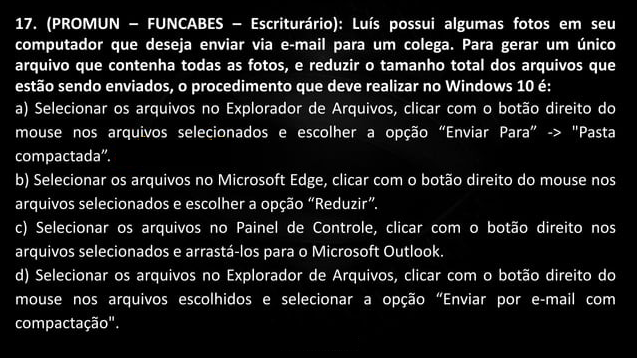 17. (PROMUN – FUNCABES – Escriturário): Luís possui algumas fotos em seu
computador que deseja enviar via e-mail para um colega. Para gerar um único
arquivo que contenha todas as fotos, e reduzir o tamanho total dos arquivos que
estão sendo enviados, o procedimento que deve realizar no Windows 10 é:
a) Selecionar os arquivos no Explorador de Arquivos, clicar com o botão direito do
mouse nos arquivos selecionados e escolher a opção “Enviar Para” -> "Pasta
compactada”.
b) Selecionar os arquivos no Microsoft Edge, clicar com o botão direito do mouse nos
arquivos selecionados e escolher a opção “Reduzir”.
c) Selecionar os arquivos no Painel de Controle, clicar com o botão direito nos
arquivos selecionados e arrastá-los para o Microsoft Outlook.
d) Selecionar os arquivos no Explorador de Arquivos, clicar com o botão direito do
mouse nos arquivos escolhidos e selecionar a opção “Enviar por e-mail com
compactação".